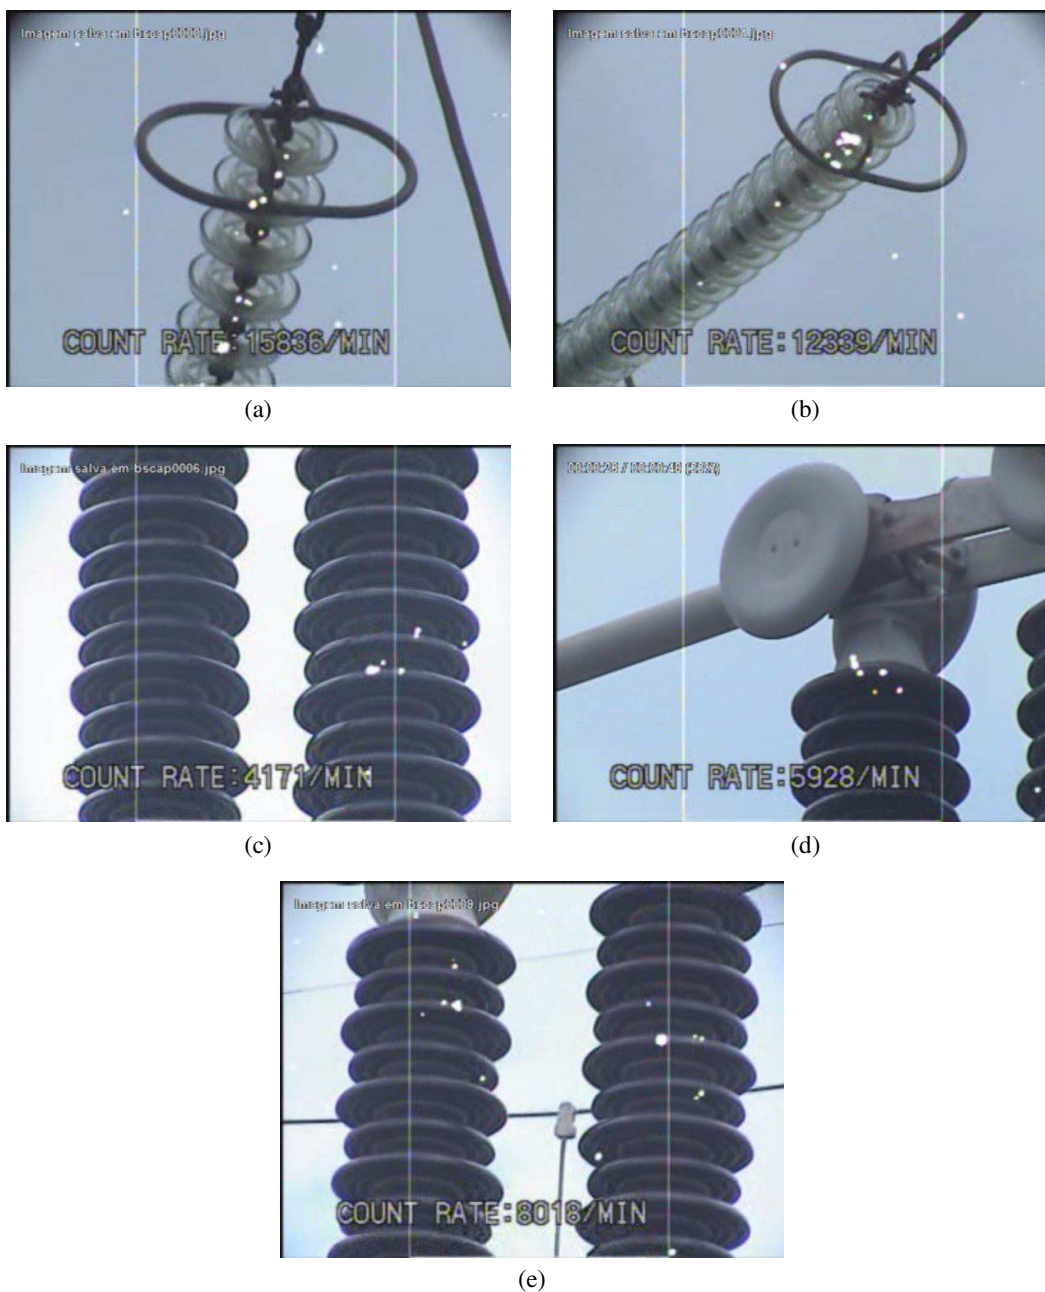 Imagem salva em bscap0000.jpg
COUNT RATE:15836/MIN
(a)
Imagem salva em bscap0001.jpg
COUNT RATE:12339/MIN
(b)
Imagem salva em bscap0006.jpg
COUNT RATE:4171/MIN
(c)
COUNT RATE:5928/MIN
(d)
Imagem salva em bscap0009.jpg
COUNT RATE:8018/MIN
(e)